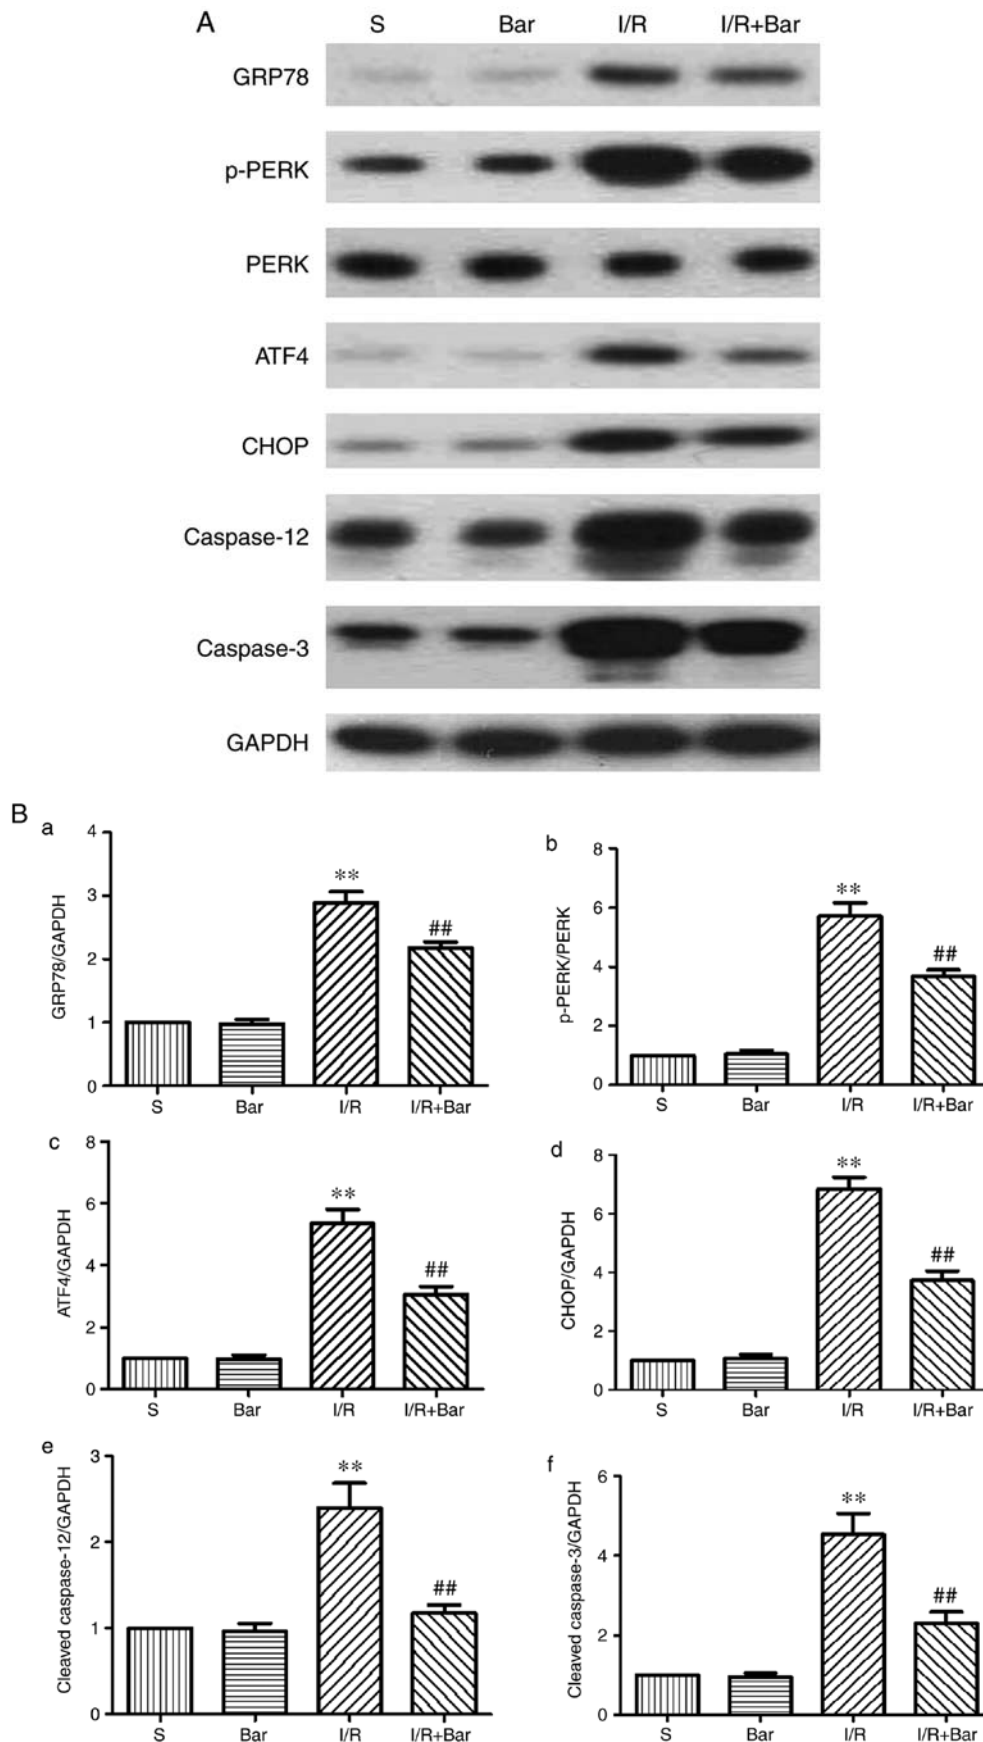 A S Bar I/R I/R+Bar
GRP78
p-PERK
PERK
ATF4
CHOP
Caspase-12
Caspase-3
GAPDH
B
a
GRP78/GAPDH
4
3
2
1
0
**
##
S Bar I/R I/R+Bar
b
p-PERK/PERK
8
6
4
2
0
**
##
S Bar I/R I/R+Bar
c
ATF4/GAPDH
8
6
4
2
0
**
##
S Bar I/R I/R+Bar
d
CHOP/GAPDH
8
6
4
2
0
**
##
S Bar I/R I/R+Bar
e
Cleaved caspase-12/GAPDH
3
2
1
0
**
##
S Bar I/R I/R+Bar
f
Cleaved caspase-3/GAPDH
6
4
2
0
**
##
S Bar I/R I/R+Bar